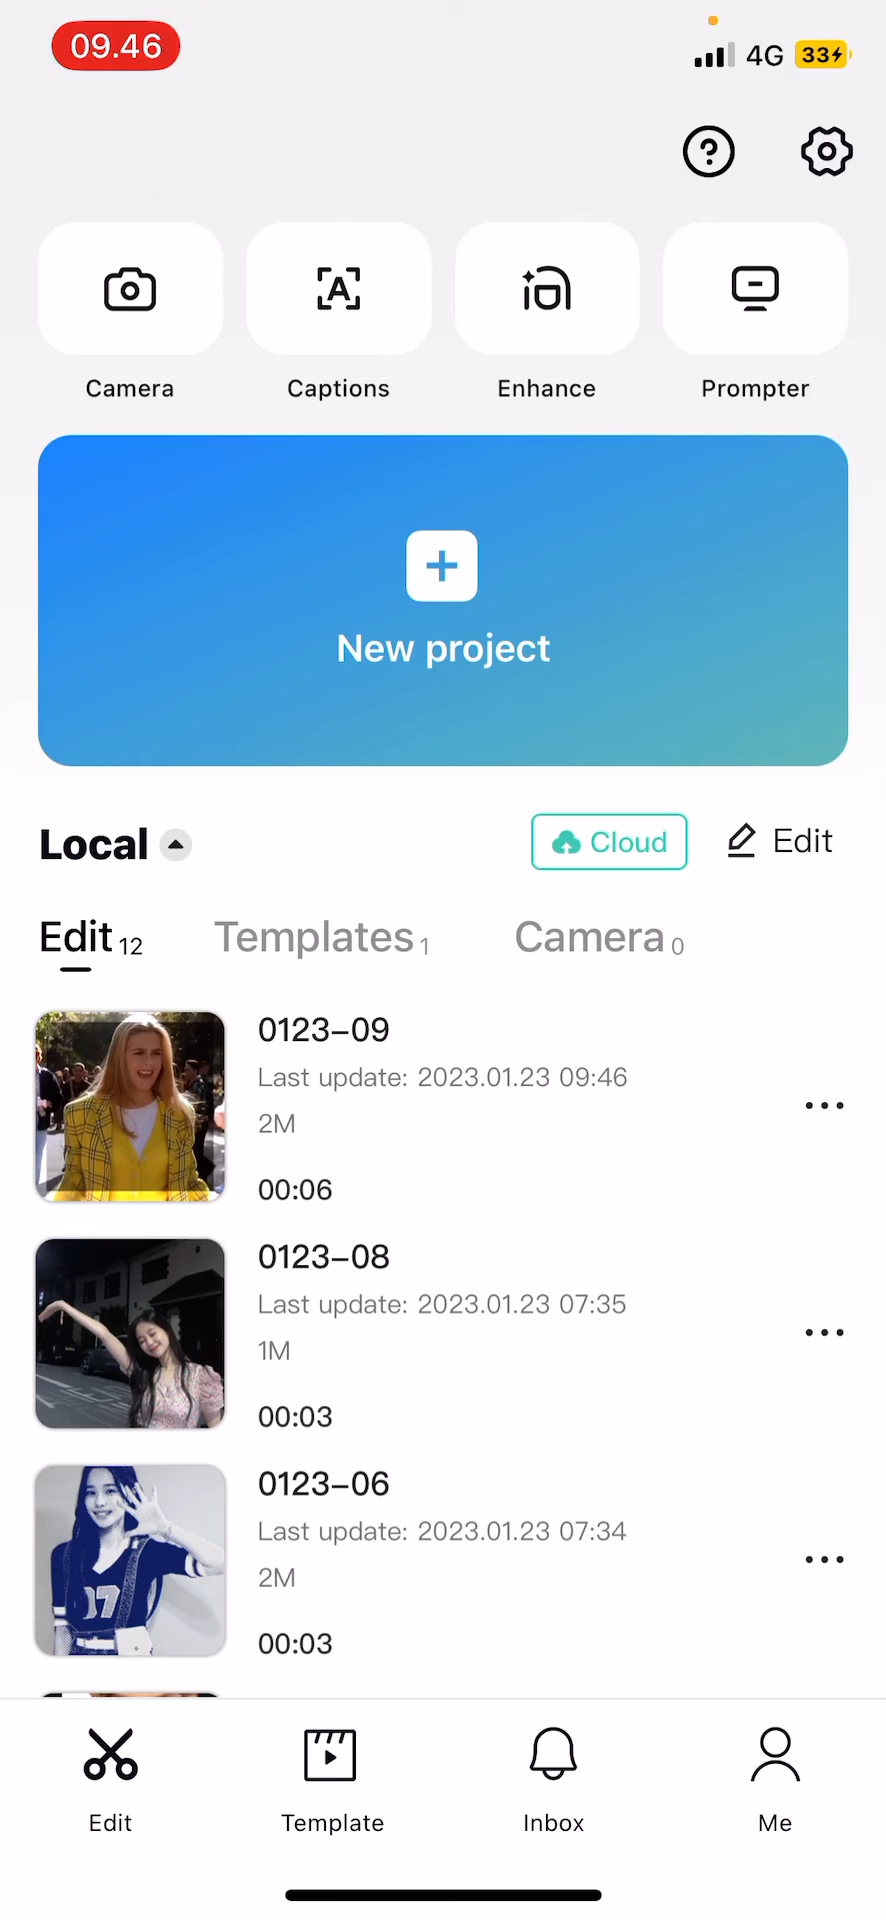 09.46
4G 33
Camera Captions Enhance Prompter
New project
Local Cloud Edit
Edit 12 Templates 1 Camera 0
0123–09
Last update: 2023.01.23 09:46
2M
00:06
0123–08
Last update: 2023.01.23 07:35
1M
00:03
0123–06
Last update: 2023.01.23 07:34
2M
00:03
17
Edit Template Inbox Me